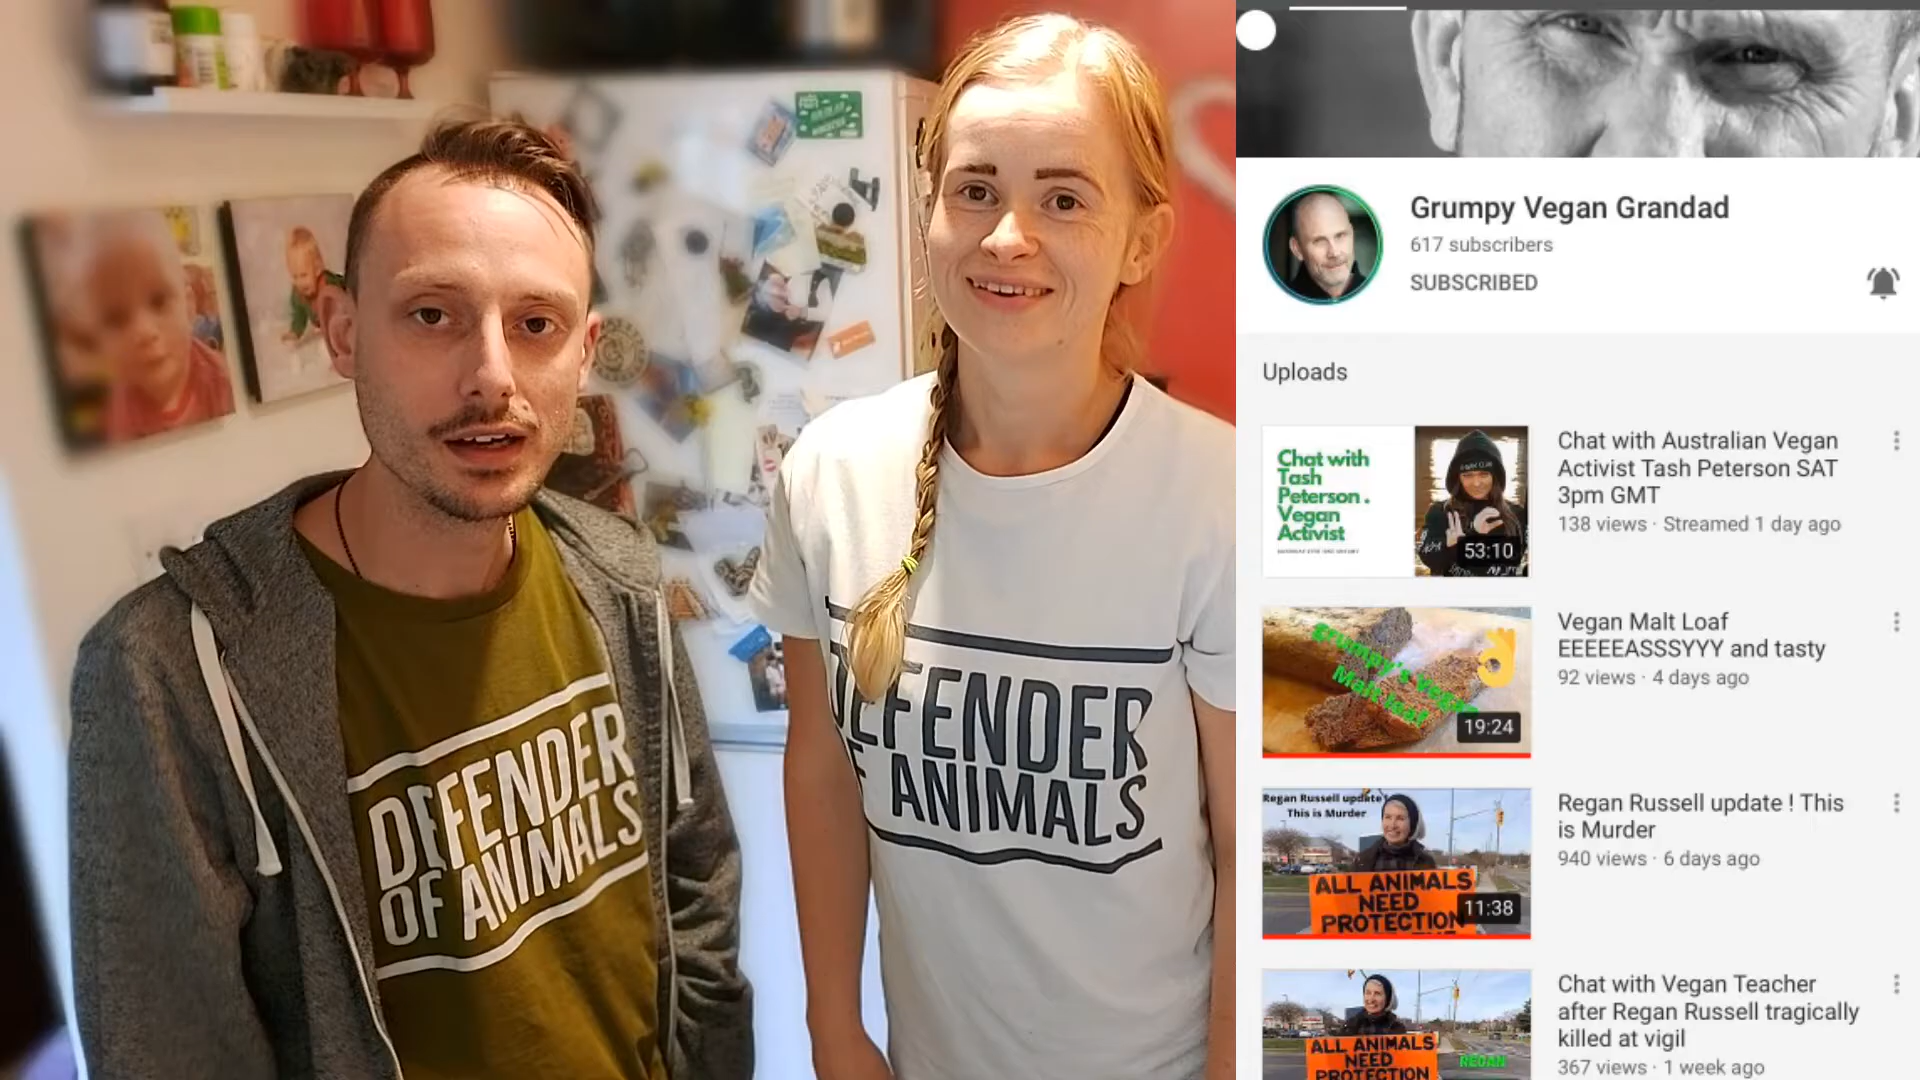 DEFENDER
OF ANIMALS
DEFENDER
ANIMALS
Grumpy Vegan Grandad
617 subscribers
SUBSCRIBED
Uploads
Chat with
Tash
Peterson .
Vegan
Activist
53:10
Chat with Australian Vegan
Activist Tash Peterson SAT
3pm GMT
138 views · Streamed 1 day ago
grumpy's Vegan
Malt loaf
19:24
Vegan Malt Loaf
EEEEEASSSYYY and tasty
92 views · 4 days ago
Regan Russell update !
This is Murder
ALL ANIMALS
NEED
PROTECTION
11:38
Regan Russell update ! This
is Murder
940 views · 6 days ago
ALL ANIMALS
NEED
PROTECTION
REGAN
Chat with Vegan Teacher
after Regan Russell tragically
killed at vigil
367 views · 1 week ago